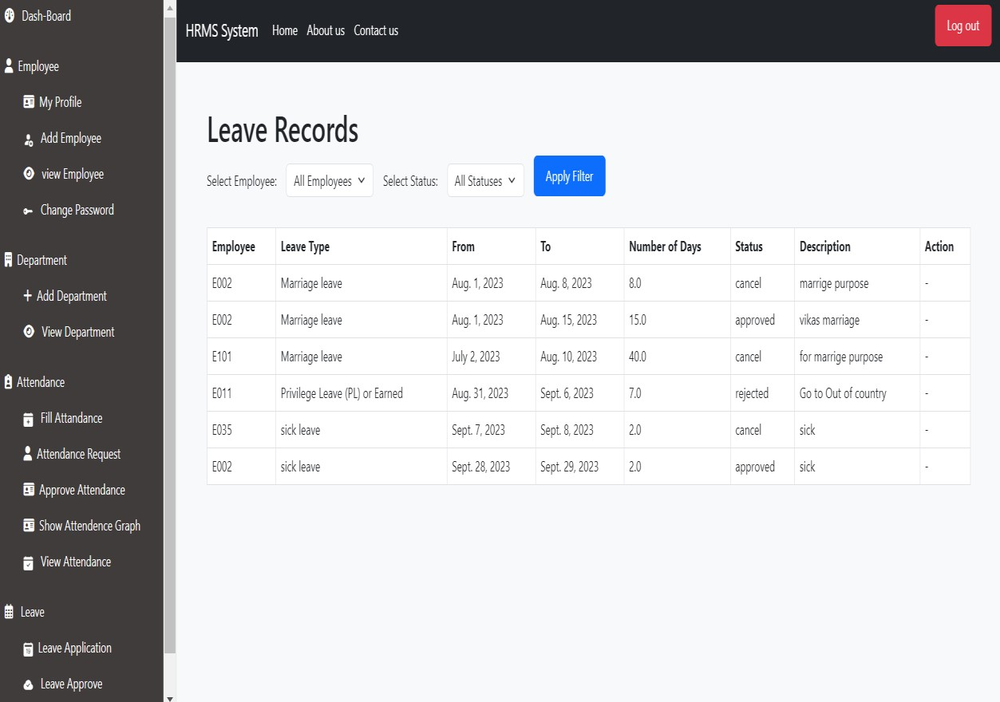 Dash-Board
Employee
My Profile
Add Employee
view Employee
Change Password
Department
Add Department
View Department
Attendance
Fill Attandance
Attendance Request
Approve Attendance
Show Attendence Graph
View Attendance
Leave
Leave Application
Leave Approve
HRMS System Home About us Contact us Log out
Leave Records
Select Employee: All Employees Select Status: All Statuses Apply Filter
Employee Leave Type From To Number of Days Status Description Action
E002 Marriage leave Aug. 1, 2023 Aug. 8, 2023 8.0 cancel marrige purpose -
E002 Marriage leave Aug. 1, 2023 Aug. 15, 2023 15.0 approved vikas marriage -
E101 Marriage leave July 2, 2023 Aug. 10, 2023 40.0 cancel for marrige purpose -
E011 Privilege Leave (PL) or Earned Aug. 31, 2023 Sept. 6, 2023 7.0 rejected Go to Out of country -
E035 sick leave Sept. 7, 2023 Sept. 8, 2023 2.0 cancel sick -
E002 sick leave Sept. 28, 2023 Sept. 29, 2023 2.0 approved sick -